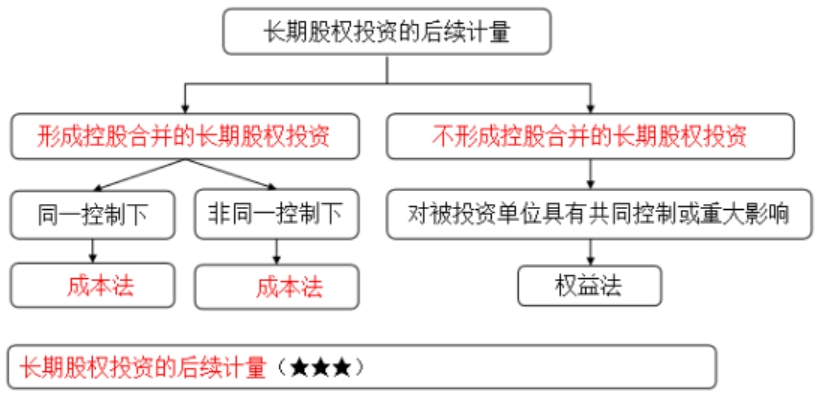 长期股权投资的后续计量
形成控股合并的长期股权投资
不形成控股合并的长期股权投资
同一控制下
非同一控制下
对被投资单位具有共同控制或重大影响
成本法
成本法
权益法
长期股权投资的后续计量（★★★）